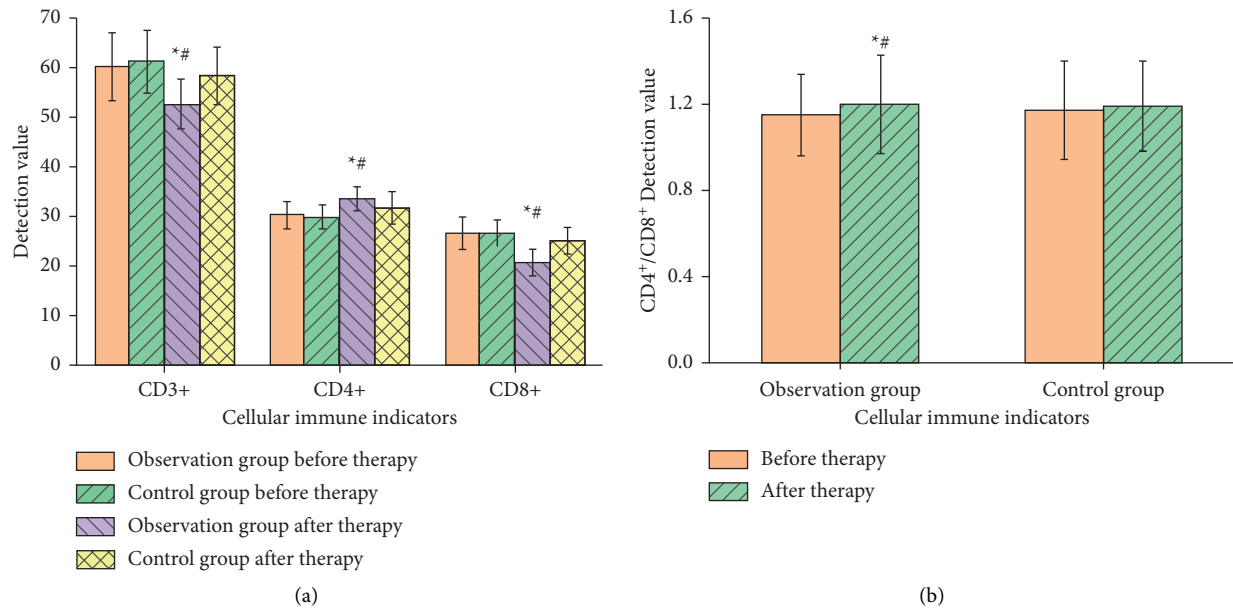 70
60
50
40
30
20
10
0
Detection value
*#
*#
*#
CD3+ CD4+ CD8+
Cellular immune indicators
Observation group before therapy
Control group before therapy
Observation group after therapy
Control group after therapy
(a)
1.6
1.2
0.8
0.4
0.0
CD4⁺/CD8⁺ Detection value
*#
Observation group Control group
Cellular immune indicators
Before therapy
After therapy
(b)